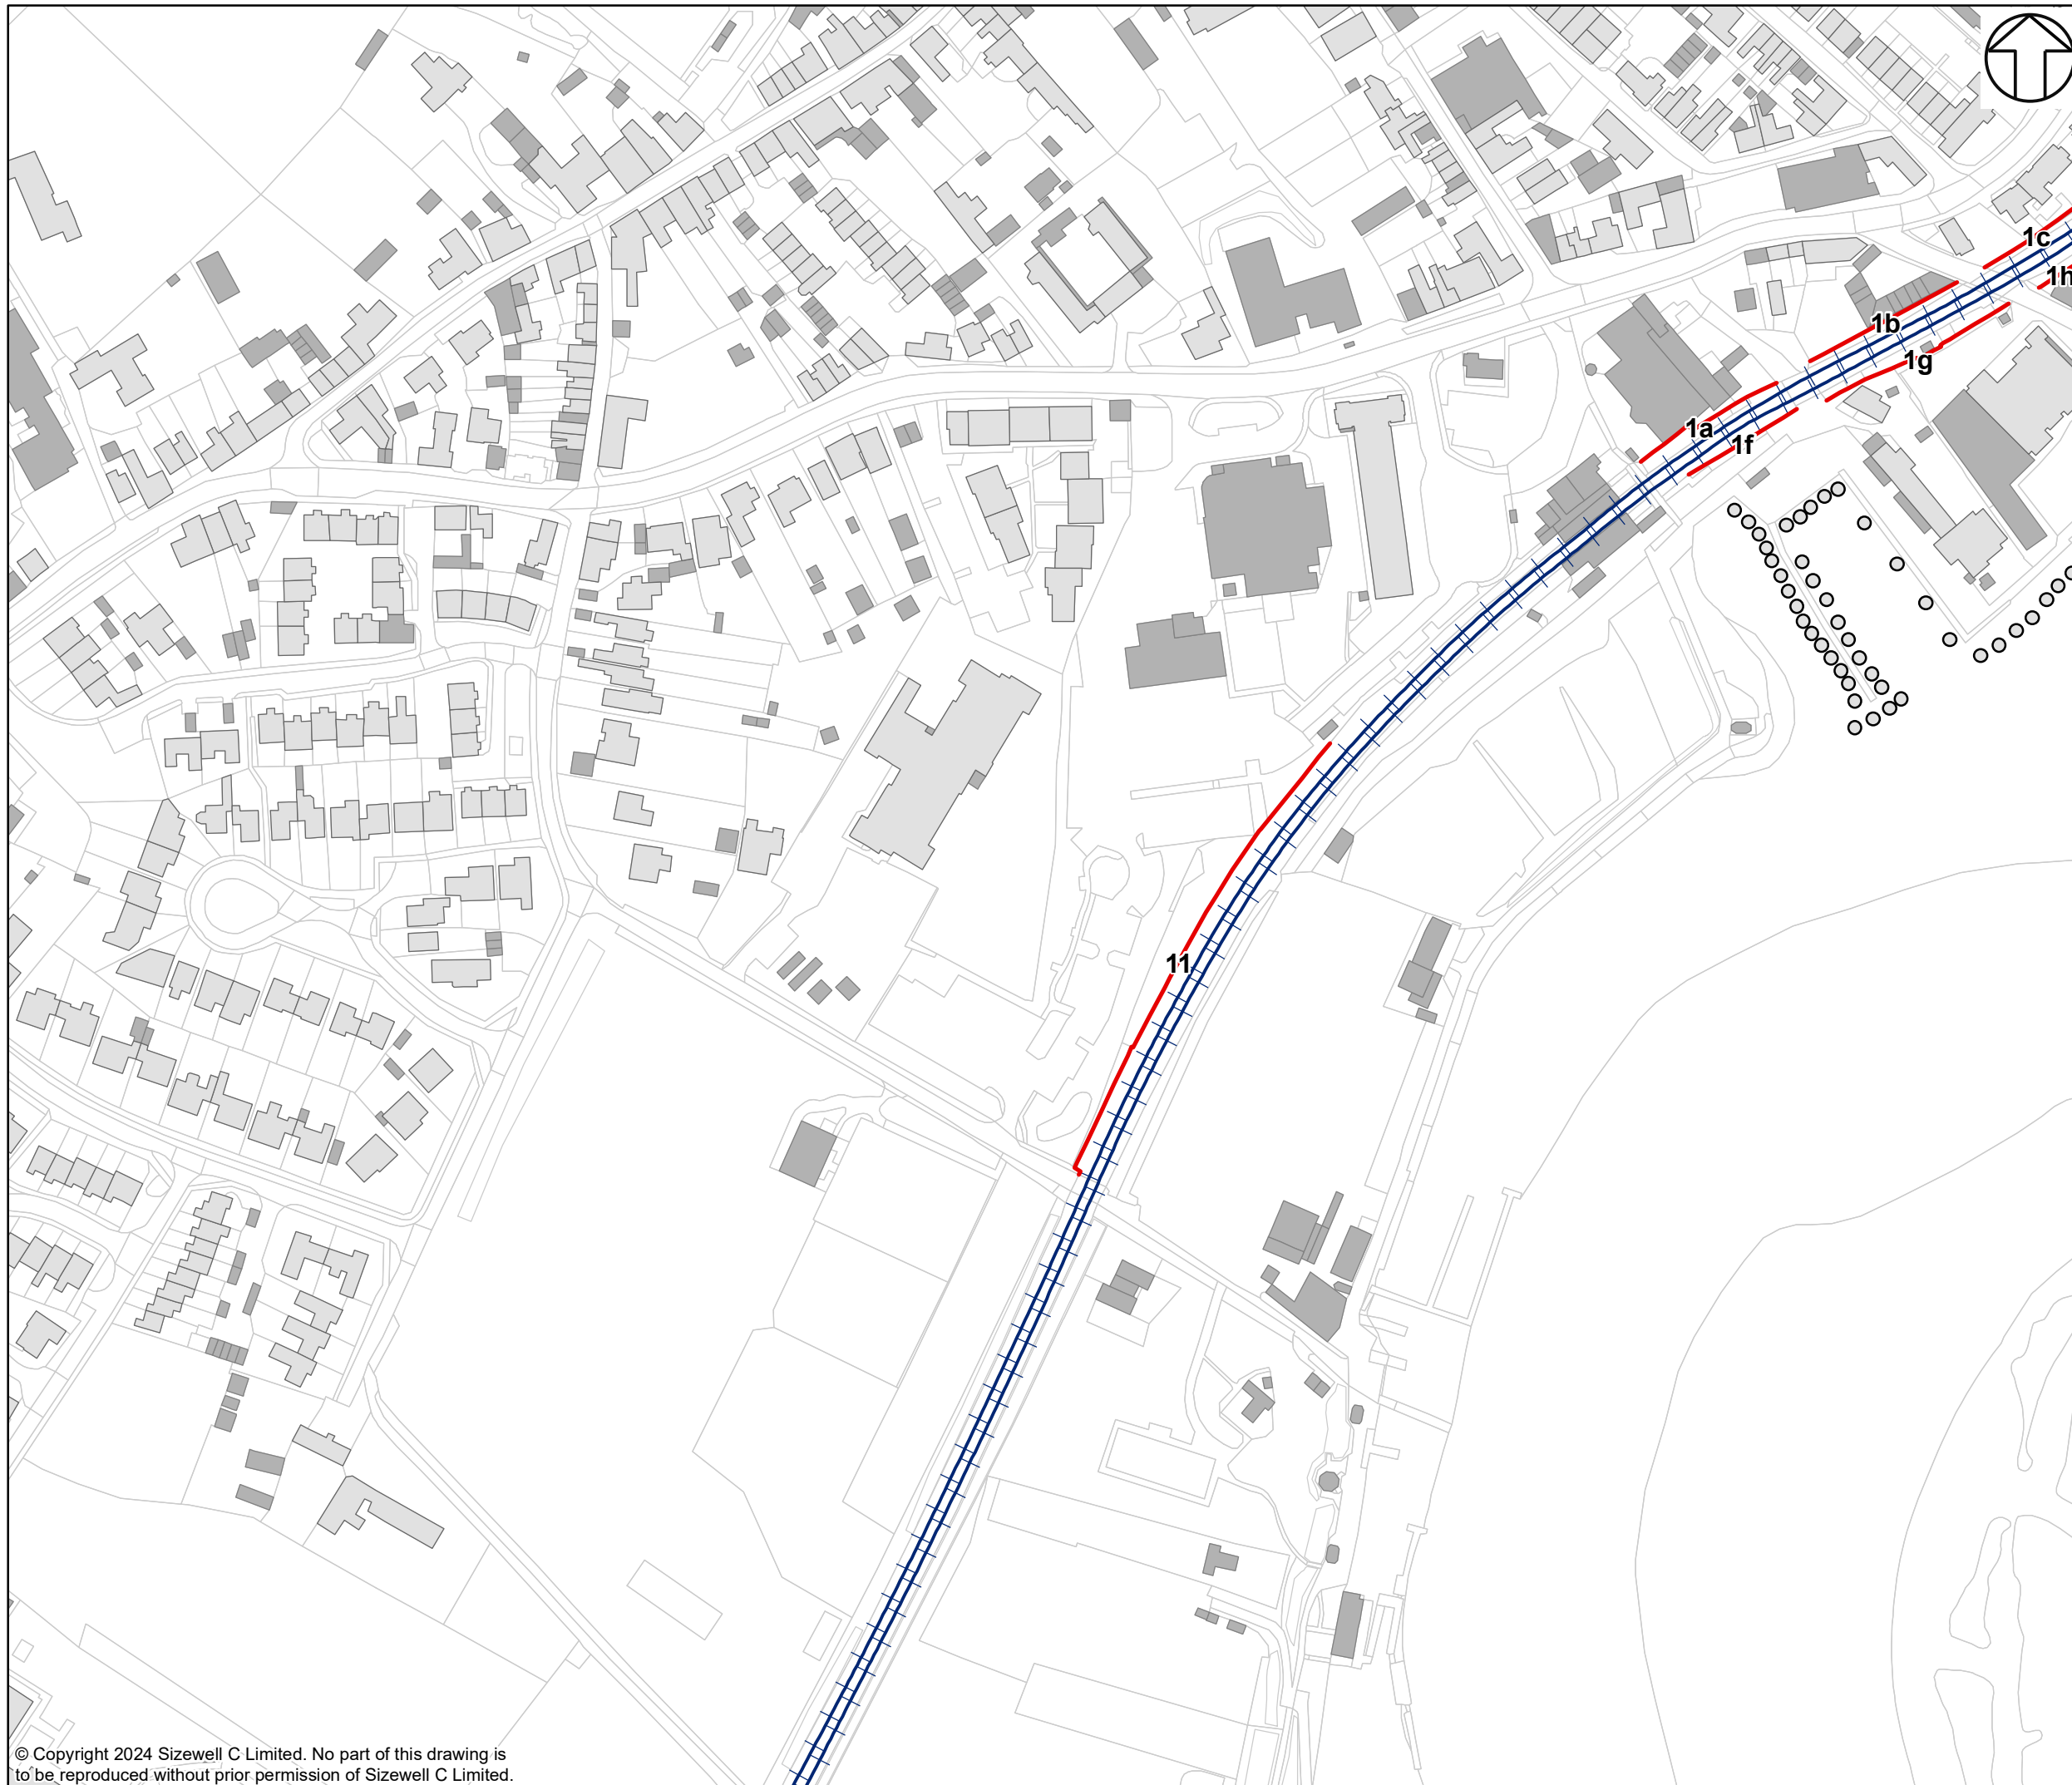 1c
1h
1b
1g
1a
1f
11
© Copyright 2024 Sizewell C Limited. No part of this drawing is
to be reproduced without prior permission of Sizewell C Limited.